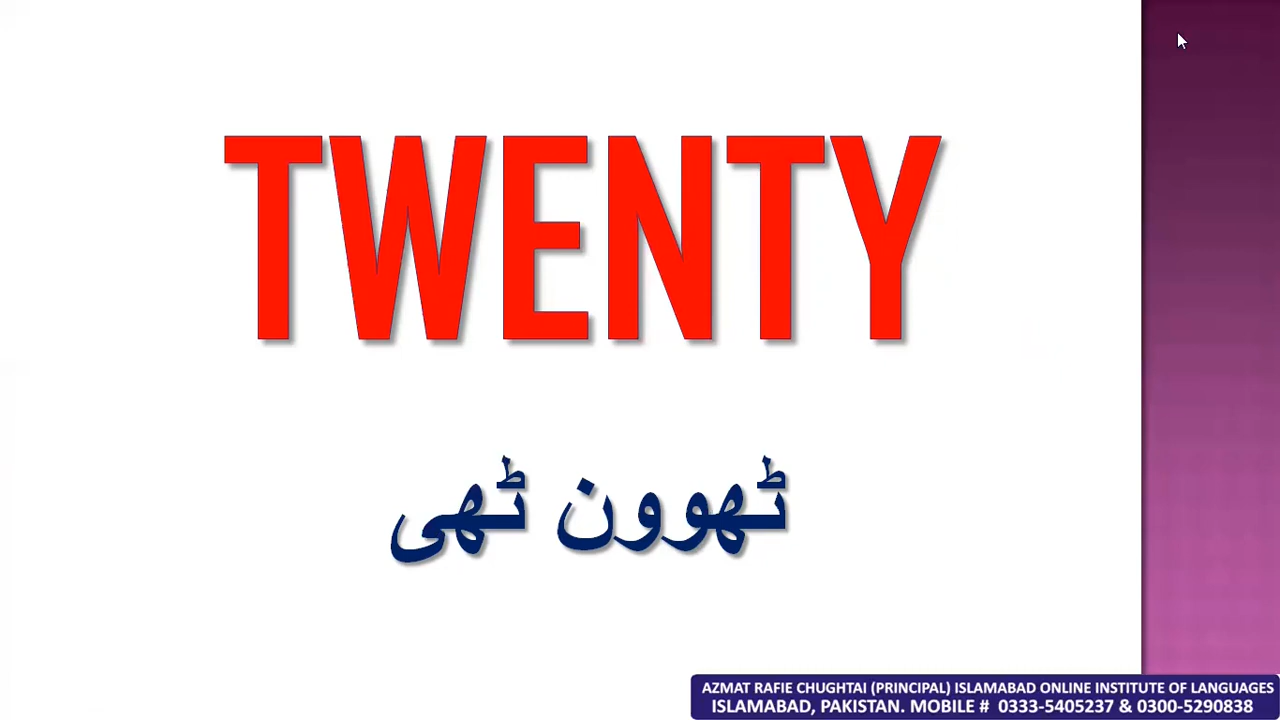 TWENTY
ٹھوون ٹھی
AZMAT RAFIE CHUGHTAI (PRINCIPAL) ISLAMABAD ONLINE INSTITUTE OF LANGUAGES
ISLAMABAD, PAKISTAN. MOBILE # 0333-5405237 & 0300-5290838